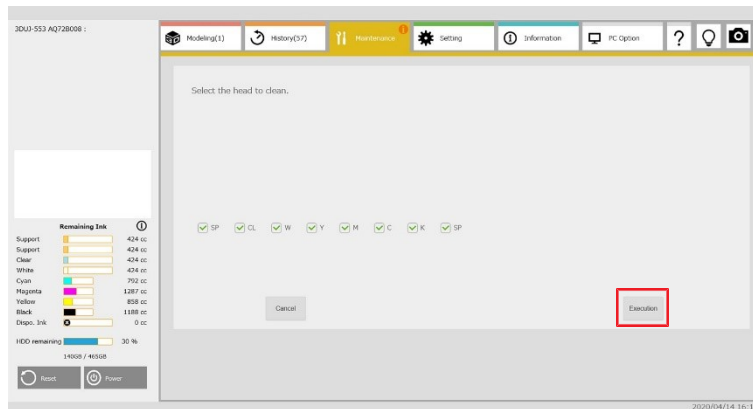 3DUJ-553 AQ72B008 :
Modeling(1)
History(57)
Maintenance
Setting
Information
PC Option
Select the head to clean.
SP CL W Y M C K SP
Cancel
Execution
Remaining Ink
Support 424 cc
Support 424 cc
Clear 424 cc
White 424 cc
Cyan 792 cc
Magenta 1287 cc
Yellow 858 cc
Black 1188 cc
Dispo. Ink 0 cc
HDD remaining 30 %
140GB / 465GB
Reset
Power
2020/04/14 16:1